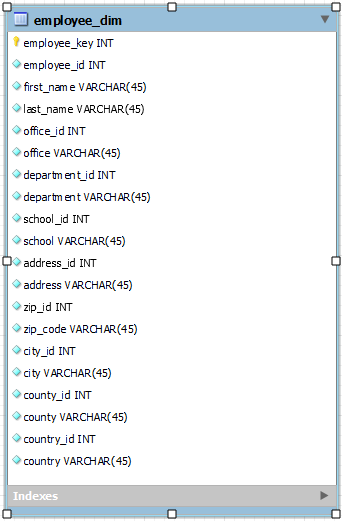 employee_dim
employee_key INT
employee_id INT
first_name VARCHAR(45)
last_name VARCHAR(45)
office_id INT
office VARCHAR(45)
department_id INT
department VARCHAR(45)
school_id INT
school VARCHAR(45)
address_id INT
address VARCHAR(45)
zip_id INT
zip_code VARCHAR(45)
city_id INT
city VARCHAR(45)
county_id INT
county VARCHAR(45)
country_id INT
country VARCHAR(45)
Indexes